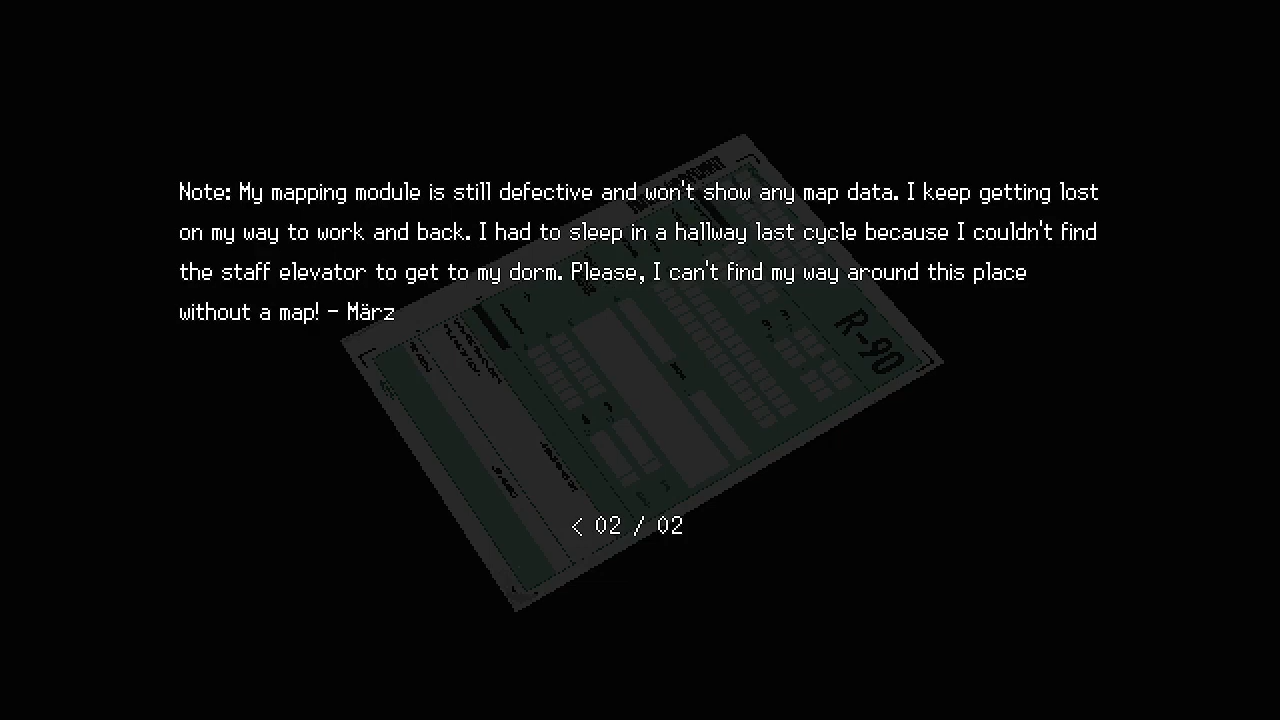 Note: My mapping module is still defective and won't show any map data. I keep getting lost
on my way to work and back. I had to sleep in a hallway last cycle because I couldn't find
the staff elevator to get to my dorm. Please, I can't find my way around this place
without a map! - März
R-90
< 02 / 02